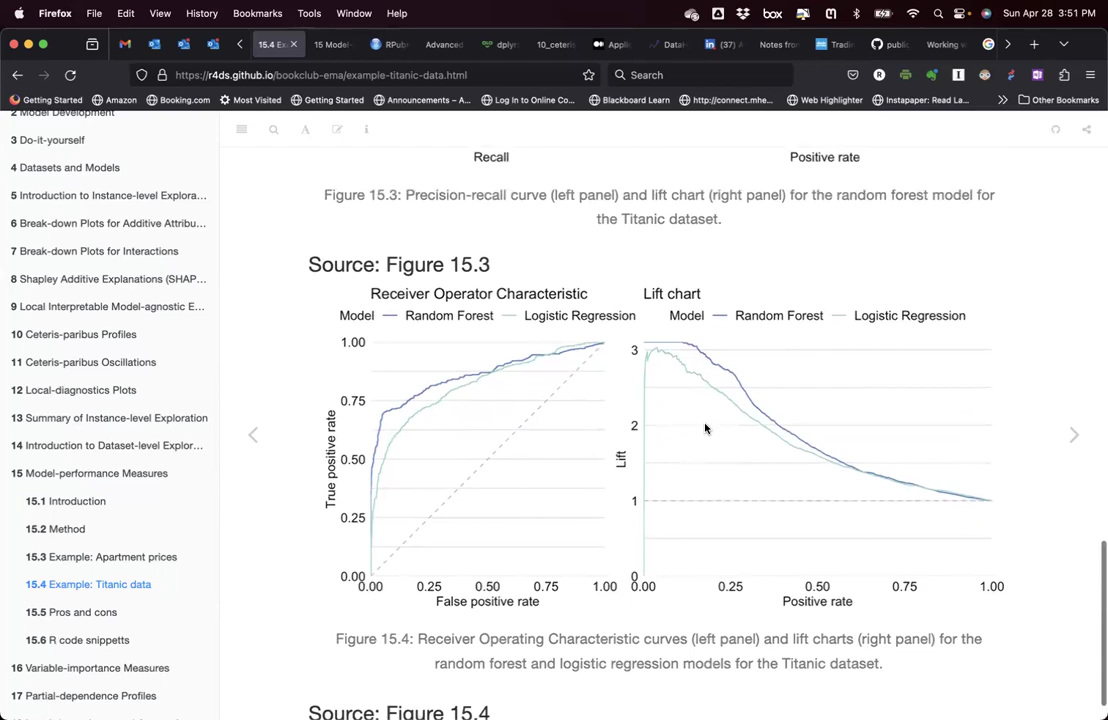 Firefox File Edit View History Bookmarks Tools Window Help box Sun Apr 28 3:51 PM
15.4 Ex: 15 Model- RPub: Advanced dplyr 10_ceteris Applic DataH (37) A Notes from Tradin public Working w
https://r4ds.github.io/bookclub-ema/example-titanic-data.html Search
Getting Started Amazon Booking.com Most Visited Getting Started Announcements – A... Log In to Online Co... Blackboard Learn http://connect.mhe... Web Highlighter Instapaper: Read La... Other Bookmarks
2 Model Development
3 Do-it-yourself
4 Datasets and Models
5 Introduction to Instance-level Explora...
6 Break-down Plots for Additive Attribu...
7 Break-down Plots for Interactions
8 Shapley Additive Explanations (SHAP...
9 Local Interpretable Model-agnostic E...
10 Ceteris-paribus Profiles
11 Ceteris-paribus Oscillations
12 Local-diagnostics Plots
13 Summary of Instance-level Exploration
14 Introduction to Dataset-level Explor...
15 Model-performance Measures
15.1 Introduction
15.2 Method
15.3 Example: Apartment prices
15.4 Example: Titanic data
15.5 Pros and cons
15.6 R code snippetts
16 Variable-importance Measures
17 Partial-dependence Profiles
Recall Positive rate
Figure 15.3: Precision-recall curve (left panel) and lift chart (right panel) for the random forest model for
the Titanic dataset.
Source: Figure 15.3
Receiver Operator Characteristic
Model Random Forest Logistic Regression
1.00
0.75
0.50
0.25
0.00
True positive rate
0.00 0.25 0.50 0.75 1.00
False positive rate
Lift chart
Model Random Forest Logistic Regression
3
2
1
0
Lift
0.00 0.25 0.50 0.75 1.00
Positive rate
Figure 15.4: Receiver Operating Characteristic curves (left panel) and lift charts (right panel) for the
random forest and logistic regression models for the Titanic dataset.
Source: Figure 15.4